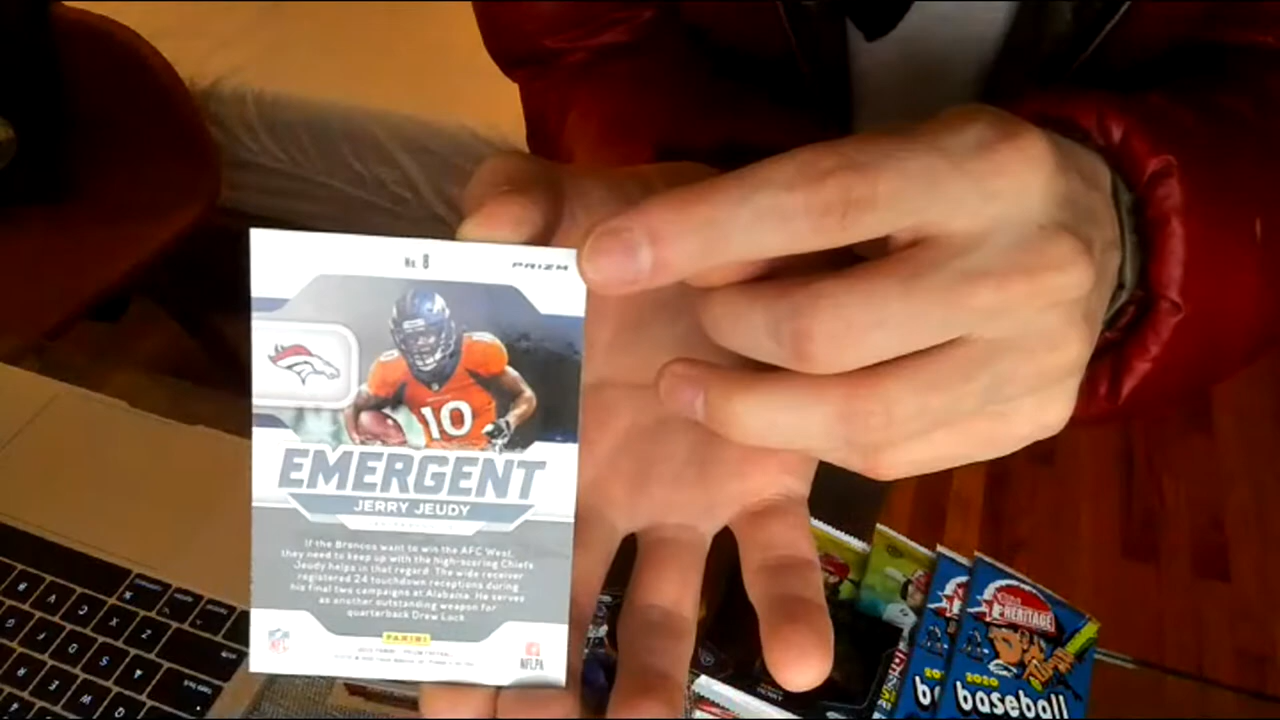 No. 8
PRIZM
10
10
EMERGENT
JERRY JEUDY
If the Broncos want to win the AFC West,
they need to keep up with the high-scoring Chiefs.
Jeudy helps in that regard. The wide receiver
registered 24 touchdown receptions during
his final two campaigns at Alabama. He serves
as another outstanding weapon for
quarterback Drew Lock.
PANINI
NFL
NFLPA
HERITAGE
2020
baseball
20
b